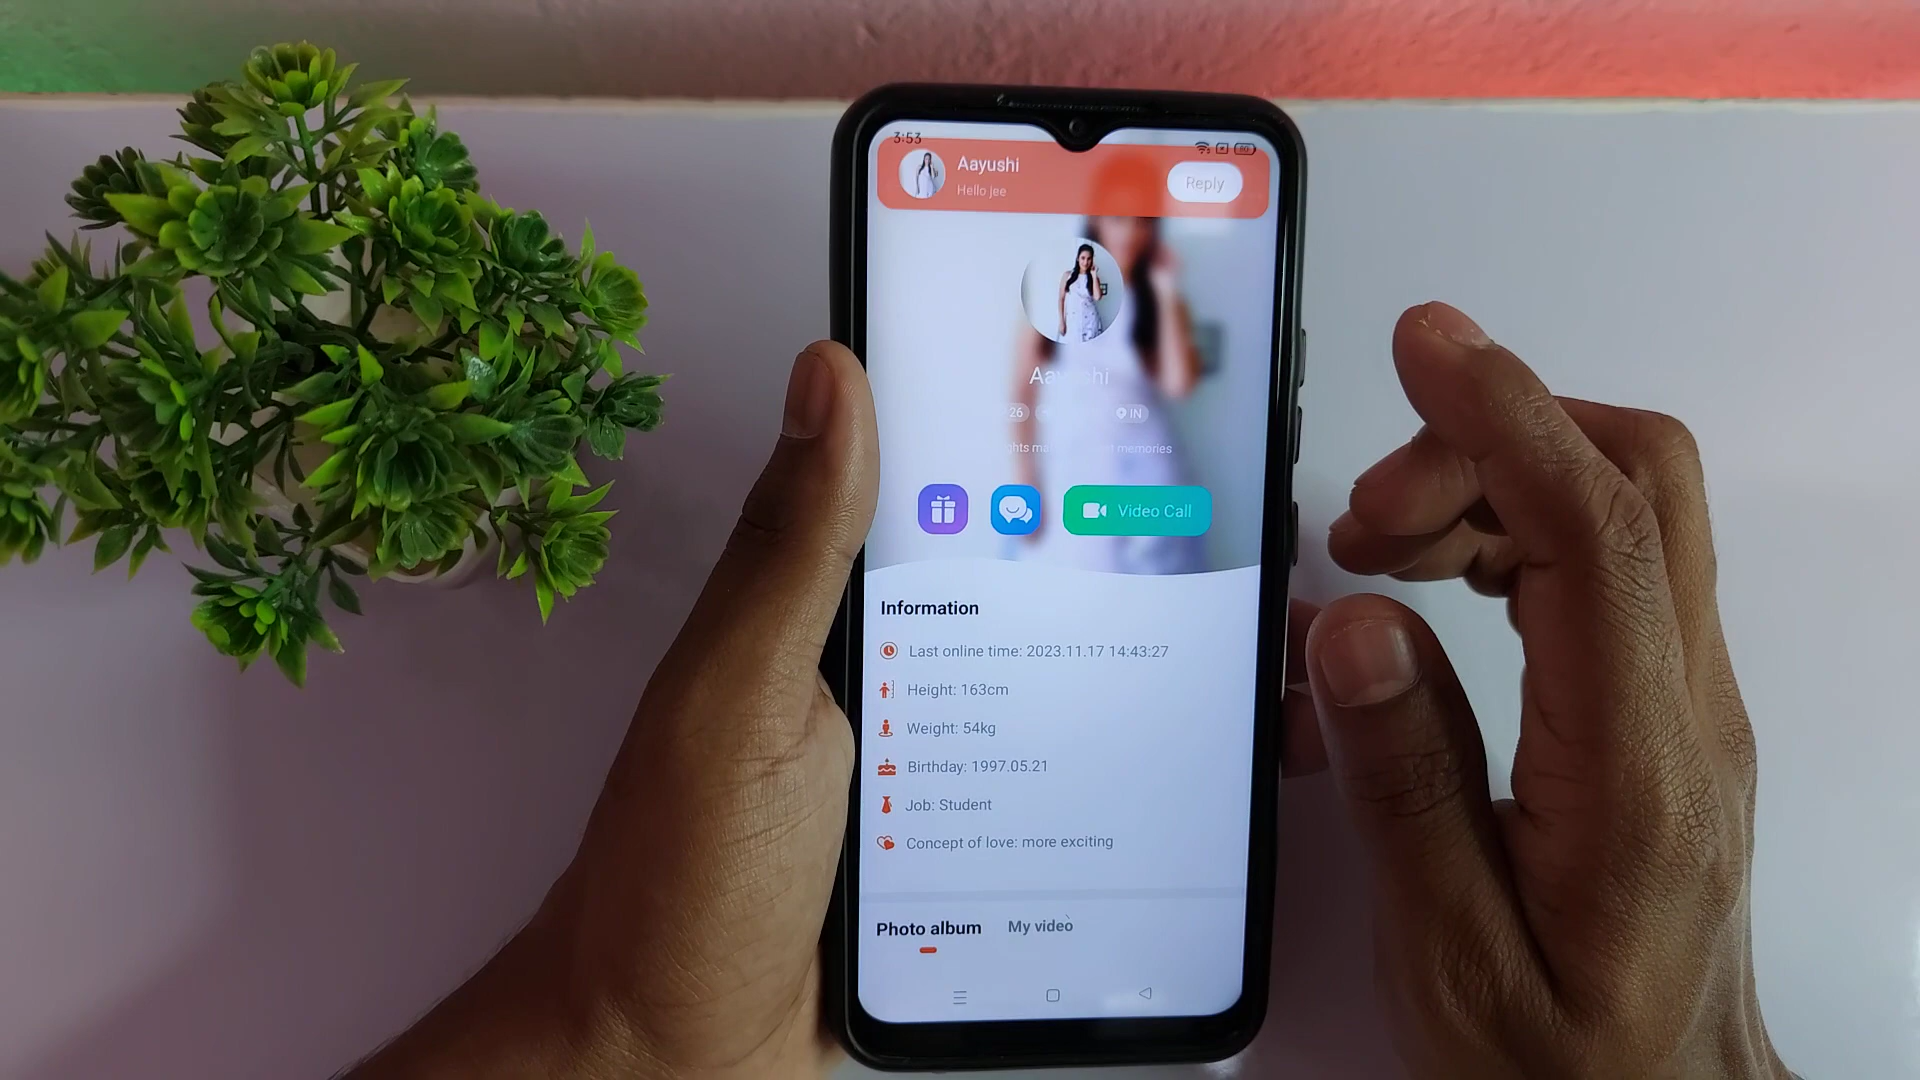 3:53
60
Aayushi
Hello jee
Reply
26
IN
memories
Video Call
Information
Last online time: 2023.11.17 14:43:27
Height: 163cm
Weight: 54kg
Birthday: 1997.05.21
Job: Student
Concept of love: more exciting
Photo album
My video